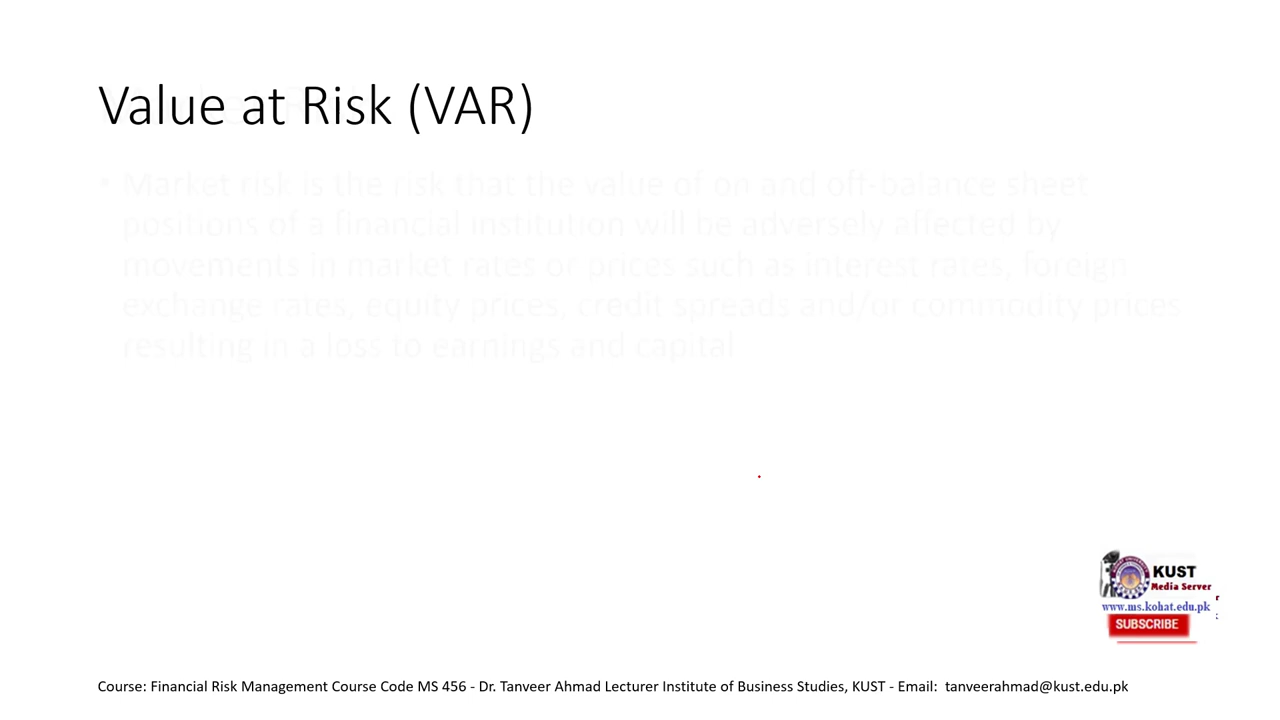 Value at Risk (VAR)
• Market risk is the risk that the value of on and off-balance sheet
positions of a financial institution will be adversely affected by
movements in market rates or prices such as interest rates, foreign
exchange rates, equity prices, credit spreads and/or commodity prices
resulting in a loss to earnings and capital
KUST
Media Server
www.ms.kohat.edu.pk
SUBSCRIBE
Course: Financial Risk Management Course Code MS 456 - Dr. Tanveer Ahmad Lecturer Institute of Business Studies, KUST - Email: tanveerahmad@kust.edu.pk